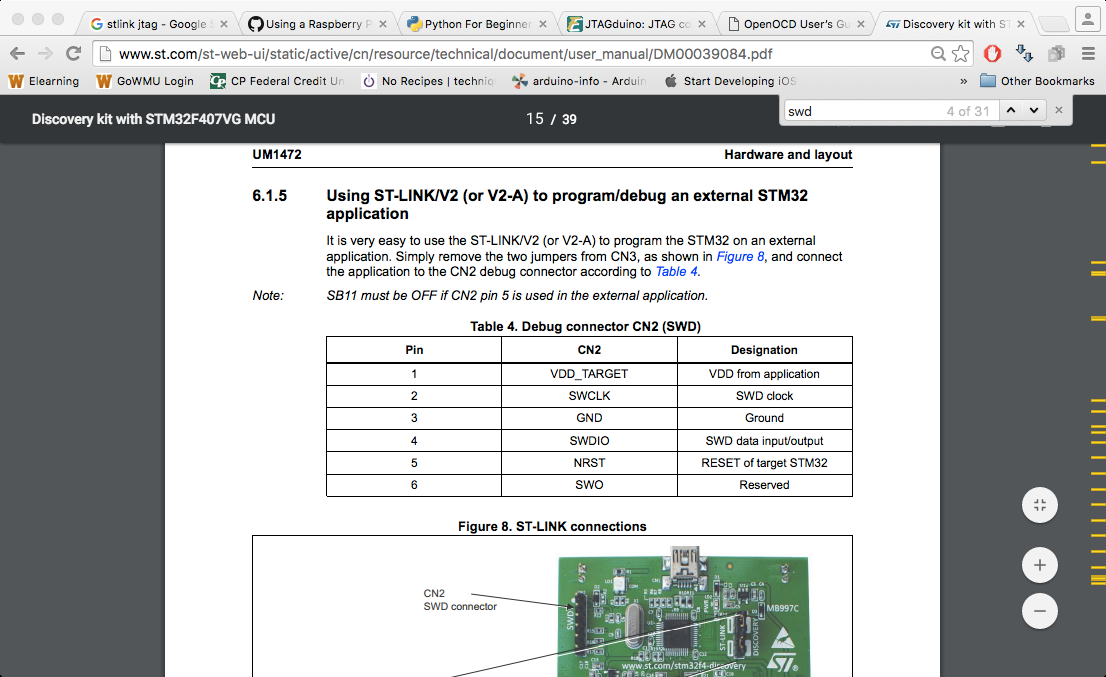 stlink jtag - Google
Using a Raspberry P
Python For Beginner
JTAGduino: JTAG co
OpenOCD User's Gu
Discovery kit with ST
www.st.com/st-web-ui/static/active/cn/resource/technical/document/user_manual/DM00039084.pdf
Elearning
GoWMU Login
CP Federal Credit Un
No Recipes | techniq
arduino-info - Arduin
Start Developing iOS
»
Other Bookmarks
Discovery kit with STM32F407VG MCU
15 / 39
swd
4 of 31
UM1472 Hardware and layout
6.1.5 Using ST-LINK/V2 (or V2-A) to program/debug an external STM32
application
It is very easy to use the ST-LINK/V2 (or V2-A) to program the STM32 on an external
application. Simply remove the two jumpers from CN3, as shown in Figure 8, and connect
the application to the CN2 debug connector according to Table 4.
Note: SB11 must be OFF if CN2 pin 5 is used in the external application.
Table 4. Debug connector CN2 (SWD)
Pin CN2 Designation
1 VDD_TARGET VDD from application
2 SWCLK SWD clock
3 GND Ground
4 SWDIO SWD data input/output
5 NRST RESET of target STM32
6 SWO Reserved
Figure 8. ST-LINK connections
CN2
SWD connector
SWD
MB997C
ST-LINK
DISCOVERY
www.st.com/stm32f4-discovery